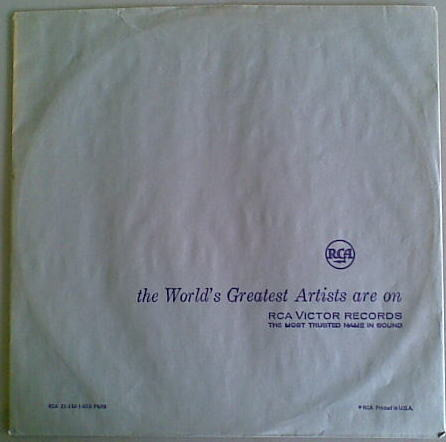 RCA
the World's Greatest Artists are on
RCA VICTOR RECORDS
THE MOST TRUSTED NAME IN SOUND
RCA
® RCA Printed in U.S.A.